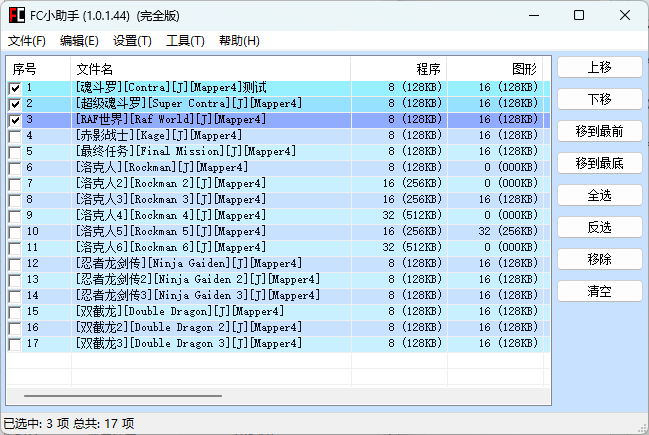 FC小助手 (1.0.1.44) (完全版)
文件(F) 编辑(E) 设置(T) 工具(T) 帮助(H)
序号 文件名 程序 图形
1 [魂斗罗][Contra][J][Mapper4]测试 8 (128KB) 16 (128KB)
2 [超级魂斗罗][Super Contra][J][Mapper4] 8 (128KB) 16 (128KB)
3 [RAF世界][Raf World][J][Mapper4] 8 (128KB) 16 (128KB)
4 [赤影战士][Kage][J][Mapper4] 8 (128KB) 16 (128KB)
5 [最终任务][Final Mission][J][Mapper4] 8 (128KB) 16 (128KB)
6 [洛克人][Rockman][J][Mapper4] 8 (128KB) 0 (000KB)
7 [洛克人2][Rockman 2][J][Mapper4] 16 (256KB) 0 (000KB)
8 [洛克人3][Rockman 3][J][Mapper4] 16 (256KB) 16 (128KB)
9 [洛克人4][Rockman 4][J][Mapper4] 32 (512KB) 0 (000KB)
10 [洛克人5][Rockman 5][J][Mapper4] 16 (256KB) 32 (256KB)
11 [洛克人6][Rockman 6][J][Mapper4] 32 (512KB) 0 (000KB)
12 [忍者龙剑传][Ninja Gaiden][J][Mapper4] 8 (128KB) 16 (128KB)
13 [忍者龙剑传2][Ninja Gaiden 2][J][Mapper4] 8 (128KB) 16 (128KB)
14 [忍者龙剑传3][Ninja Gaiden 3][J][Mapper4] 8 (128KB) 16 (128KB)
15 [双截龙][Double Dragon][J][Mapper4] 8 (128KB) 16 (128KB)
16 [双截龙2][Double Dragon 2][J][Mapper4] 8 (128KB) 16 (128KB)
17 [双截龙3][Double Dragon 3][J][Mapper4] 8 (128KB) 16 (128KB)
上移
下移
移到最前
移到最底
全选
反选
移除
清空
已选中: 3 项 总共: 17 项